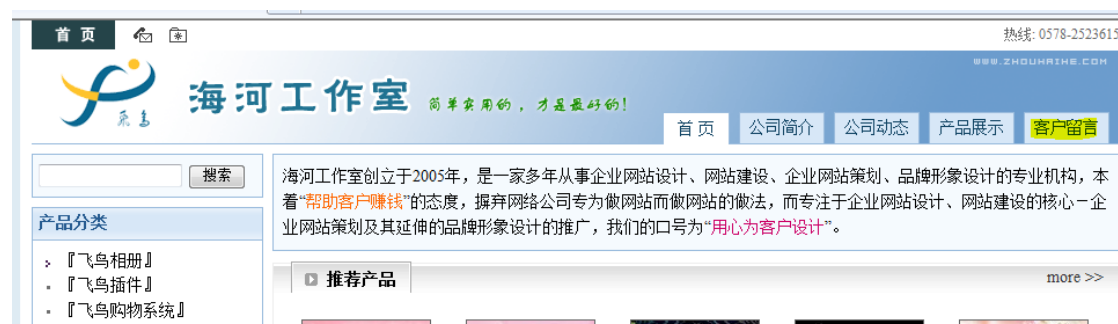 首 页
热线: 0578-2523615
WWW.ZHOUHAIHE.COM
飞鸟
海河工作室 简单实用的，才是最好的!
首 页 公司简介 公司动态 产品展示 客户留言
搜索
产品分类
『飞鸟相册』
『飞鸟插件』
『飞鸟购物系统』
海河工作室创立于2005年，是一家多年从事企业网站设计、网站建设、企业网站策划、品牌形象设计的专业机构，本
着“帮助客户赚钱”的态度，摒弃网络公司专为做网站而做网站的做法，而专注于企业网站设计、网站建设的核心－企
业网站策划及其延伸的品牌形象设计的推广，我们的口号为“用心为客户设计”。
推荐产品
more >>